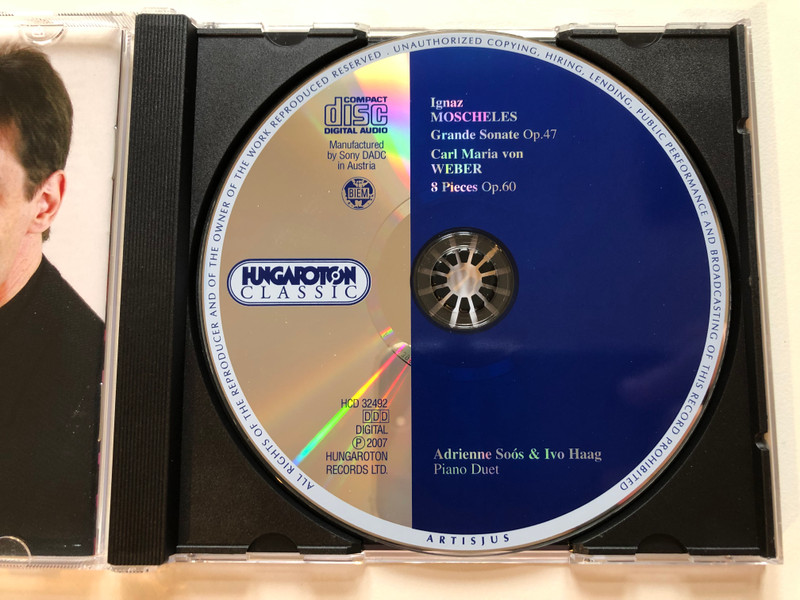 ALL RIGHTS OF THE REPRODUCER AND OF THE OWNER OF THE WORK REPRODUCED RESERVED · UNAUTHORIZED COPYING, HIRING, LENDING, PUBLIC PERFORMANCE AND BROADCASTING OF THIS RECORD PROHIBITED
COMPACT
disc
DIGITAL AUDIO
Manufactured
by Sony DADC
in Austria
BIEM
HUNGAROTON
CLASSIC
HCD 32492
DDD
DIGITAL
℗ 2007
HUNGAROTON
RECORDS LTD.
Ignaz
MOSCHELES
Grande Sonate Op.47
Carl Maria von
WEBER
8 Pieces Op.60
Adrienne Soós & Ivo Haag
Piano Duet
ARTISJUS